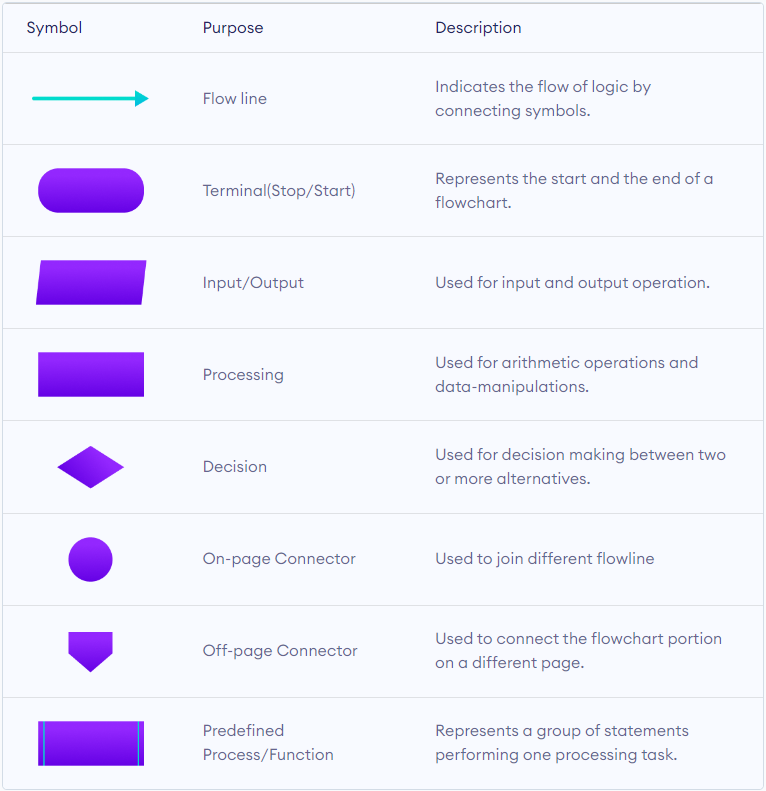 Symbol Purpose Description
Flow line
Indicates the flow of logic by
connecting symbols.
Terminal(Stop/Start)
Represents the start and the end of a
flowchart.
Input/Output
Used for input and output operation.
Processing
Used for arithmetic operations and
data-manipulations.
Decision
Used for decision making between two
or more alternatives.
On-page Connector
Used to join different flowline
Off-page Connector
Used to connect the flowchart portion
on a different page.
Predefined
Process/Function
Represents a group of statements
performing one processing task.